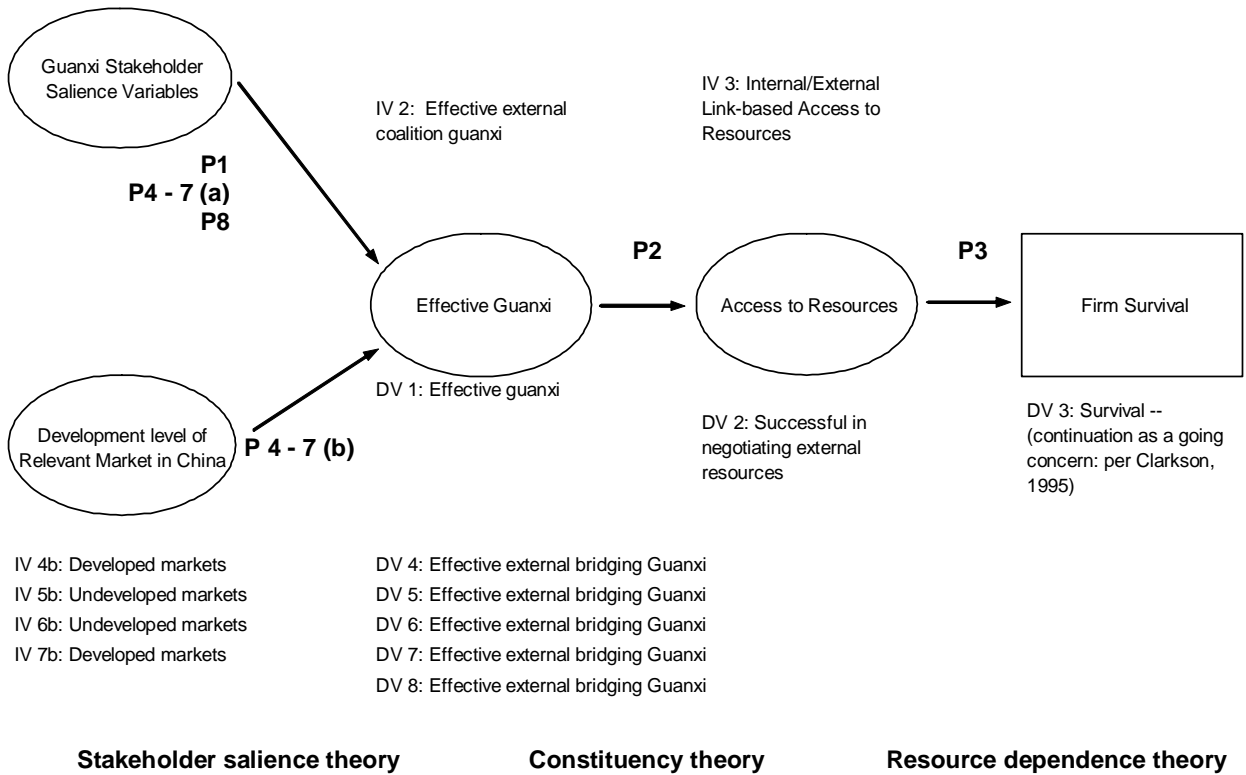 Guanxi Stakeholder
Salience Variables
P1
P4 - 7 (a)
P8
IV 2:  Effective external
coalition guanxi
IV 3: Internal/External
Link-based Access to
Resources
Effective Guanxi
P2
Access to Resources
P3
Firm Survival
DV 1: Effective guanxi
DV 2: Successful in
negotiating external
resources
DV 3: Survival --
(continuation as a going
concern: per Clarkson,
1995)
Development level of
Relevant Market in China
P 4 - 7 (b)
IV 4b: Developed markets
IV 5b: Undeveloped markets
IV 6b: Undeveloped markets
IV 7b: Developed markets
DV 4: Effective external bridging Guanxi
DV 5: Effective external bridging Guanxi
DV 6: Effective external bridging Guanxi
DV 7: Effective external bridging Guanxi
DV 8: Effective external bridging Guanxi
Stakeholder salience theory
Constituency theory
Resource dependence theory